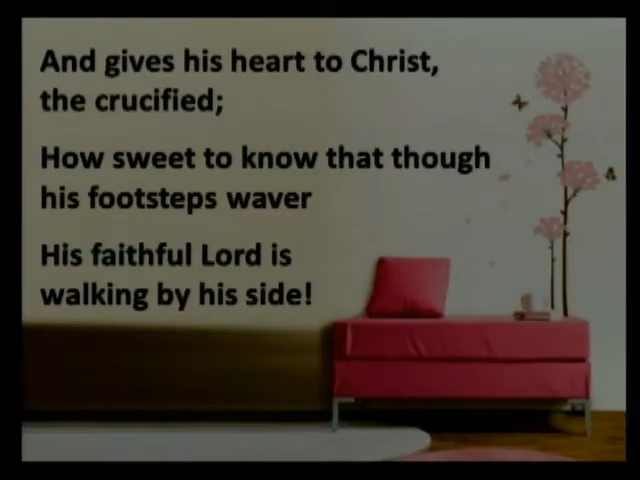 And gives his heart to Christ,
the crucified;
How sweet to know that though
his footsteps waver
His faithful Lord is
walking by his side!